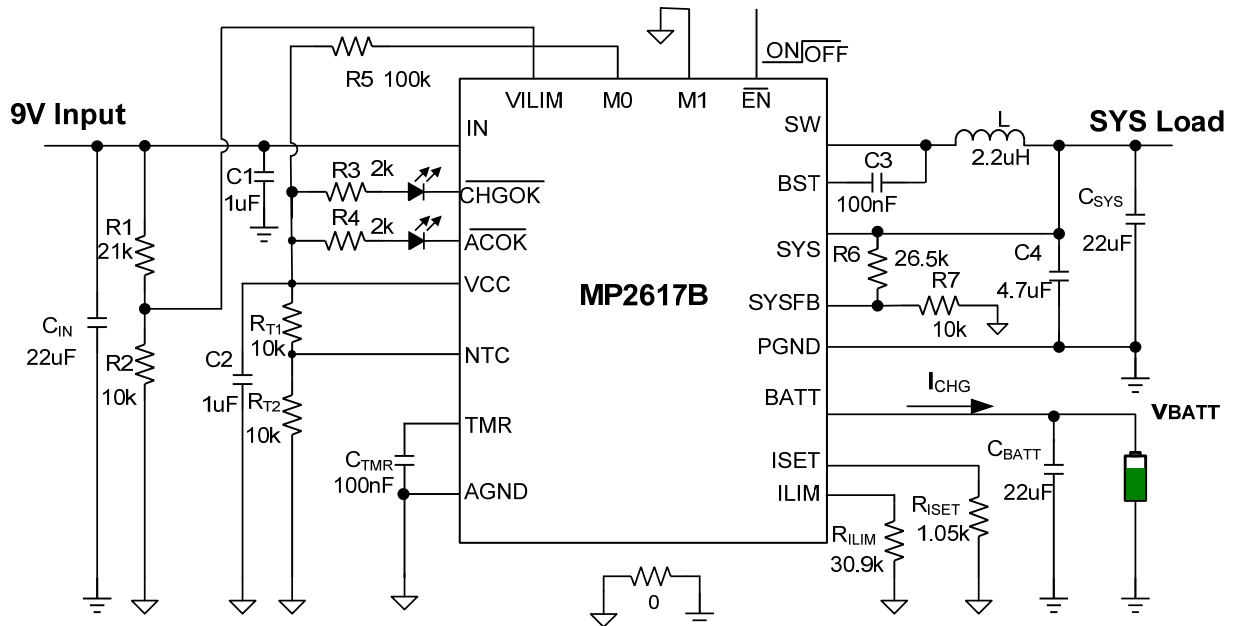 R5 100k
ON OFF
VILIM M0 M1 EN
9V Input
IN
SW
L
2.2uH
SYS Load
BST
C3
100nF
R3 2k
CHGOK
C1
1uF
R4 2k
ACOK
R1
21k
VCC
MP2617B
SYS
R6
26.5k
SYSFB
R7
10k
C4
4.7uF
CSYS
22uF
CIN
22uF
R2
10k
C2
1uF
RT1
10k
NTC
RT2
10k
PGND
BATT
ICHG
VBATT
TMR
CTMR
100nF
AGND
ISET
ILIM
RILIM
30.9k
RISET
1.05k
CBATT
22uF
0